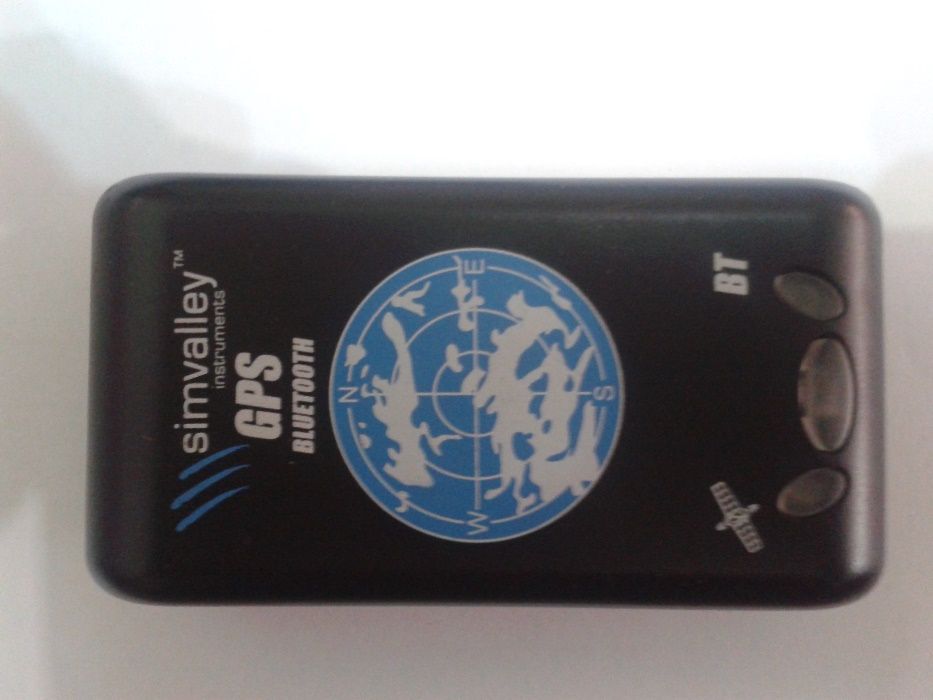 simvalley™
instruments
GPS
BLUETOOTH
N
W E
S
BT